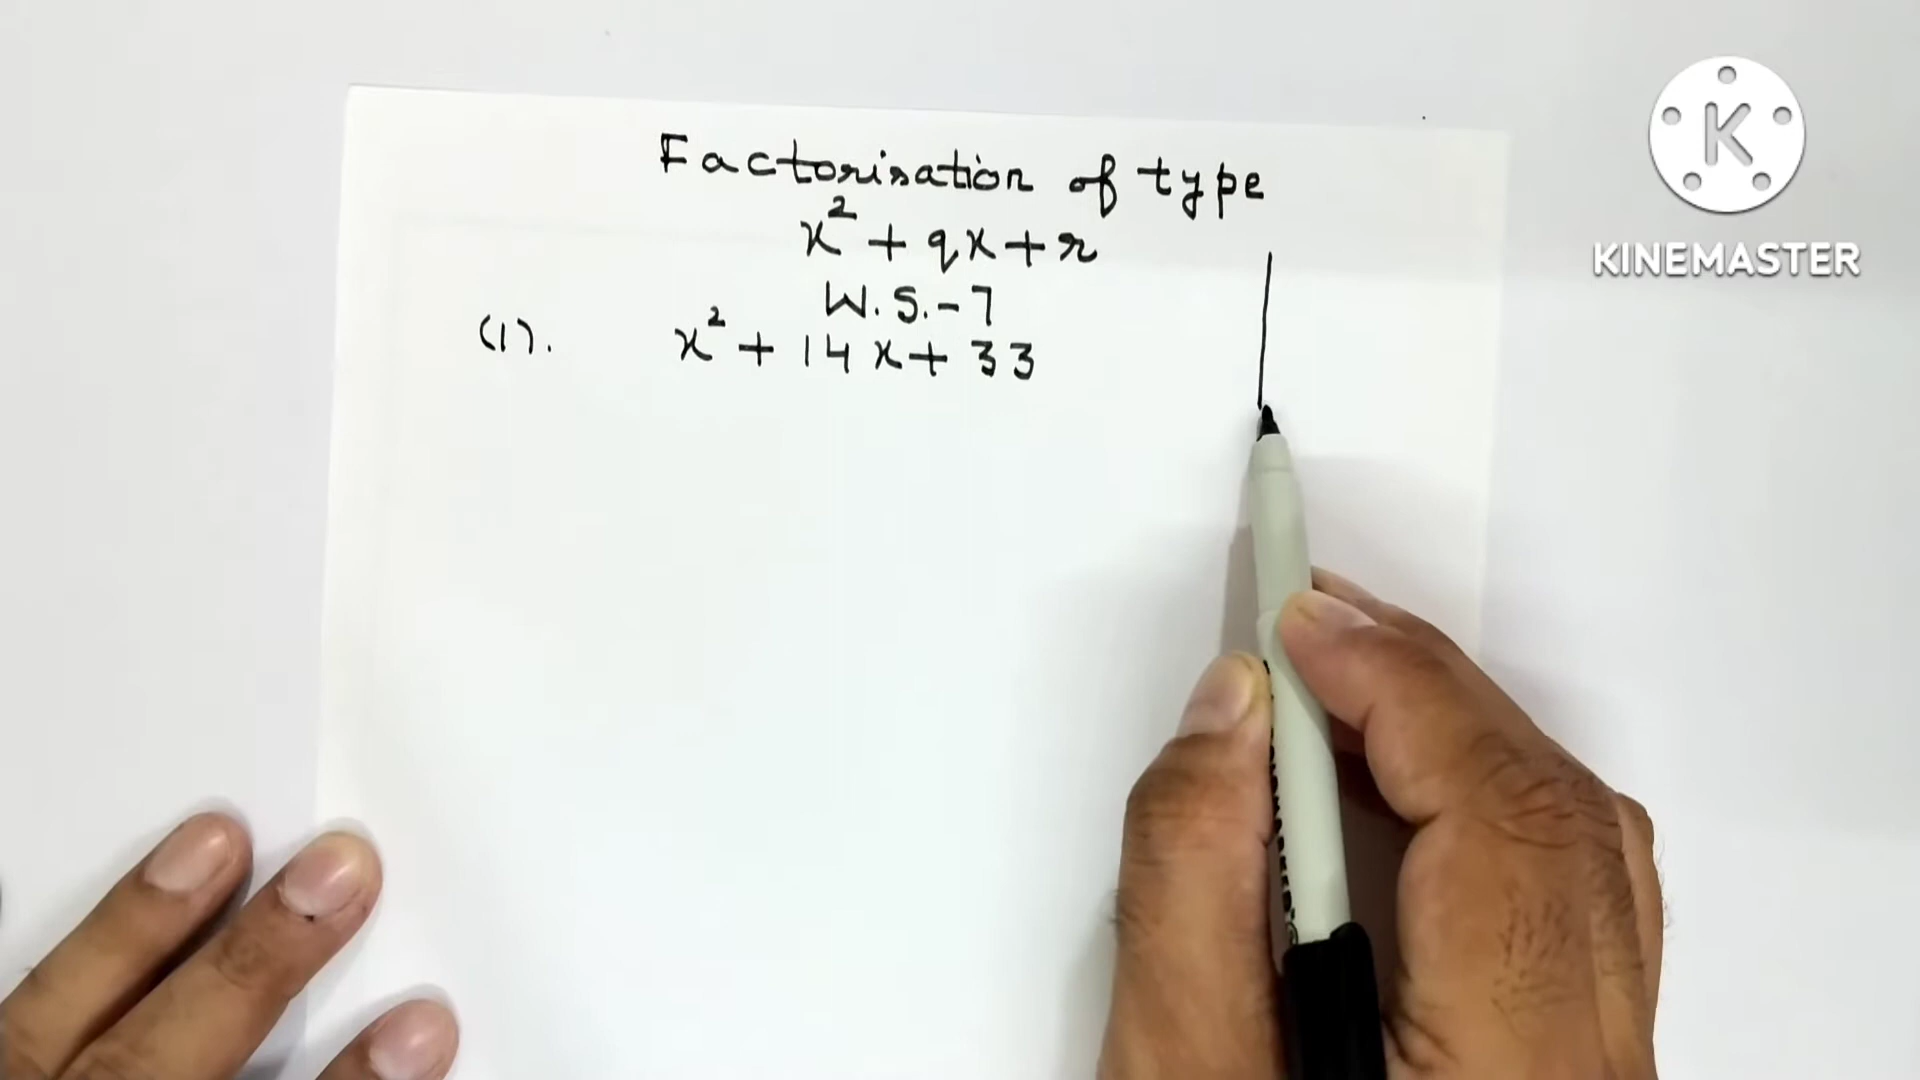 Factorisation of type
x² + qx + r
W.S.-7
(1). x² + 14x + 33
K
KINEMASTER